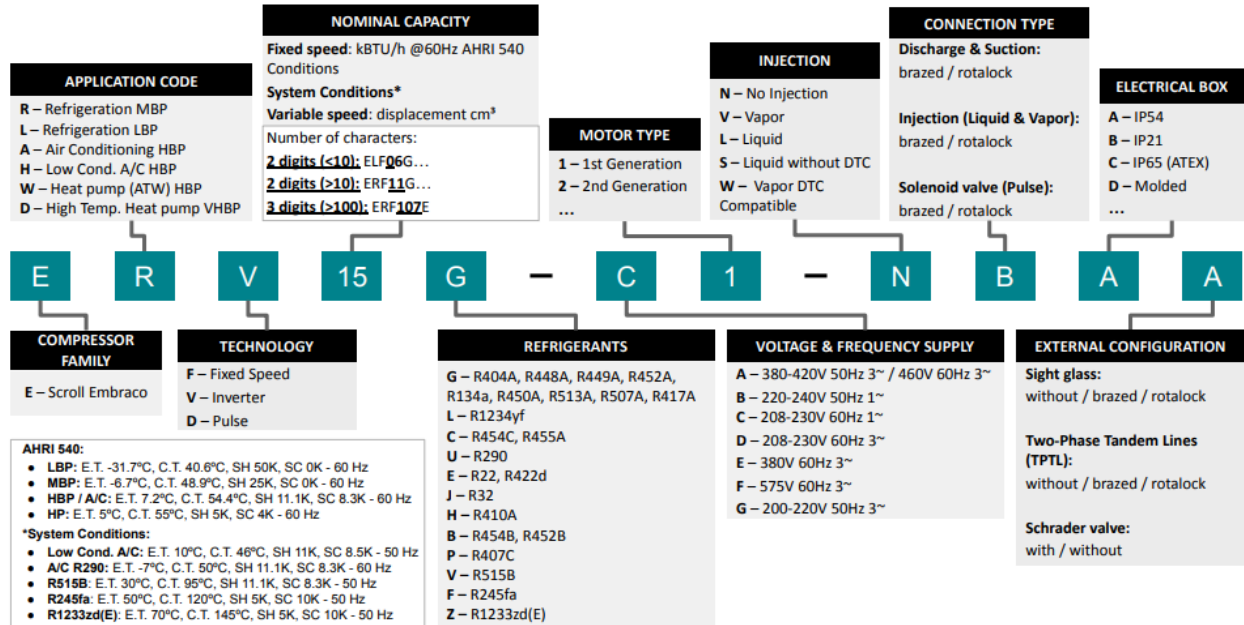 NOMINAL CAPACITY
Fixed speed: kBTU/h @60Hz AHRI 540
Conditions
System Conditions*
Variable speed: displacement cm³
Number of characters:
2 digits (<10): ELF06G…
2 digits (>10): ERF11G…
3 digits (>100): ERF107E
CONNECTION TYPE
Discharge & Suction:
brazed / rotalock
Injection (Liquid & Vapor):
brazed / rotalock
Solenoid valve (Pulse):
brazed / rotalock
APPLICATION CODE
R – Refrigeration MBP
L – Refrigeration LBP
A – Air Conditioning HBP
H – Low Cond. A/C HBP
W – Heat pump (ATW) HBP
D – High Temp. Heat pump VHBP
INJECTION
N – No Injection
V – Vapor
L – Liquid
S – Liquid without DTC
W – Vapor DTC
Compatible
ELECTRICAL BOX
A – IP54
B – IP21
C – IP65 (ATEX)
D – Molded
…
MOTOR TYPE
1 – 1st Generation
2 – 2nd Generation
…
E R V 15 G – C 1 – N B A A
COMPRESSOR
FAMILY
E – Scroll Embraco
TECHNOLOGY
F – Fixed Speed
V – Inverter
D – Pulse
REFRIGERANTS
G – R404A, R448A, R449A, R452A,
R134a, R450A, R513A, R507A, R417A
L – R1234yf
C – R454C, R455A
U – R290
E – R22, R422d
J – R32
H – R410A
B – R454B, R452B
P – R407C
V – R515B
F – R245fa
Z – R1233zd(E)
VOLTAGE & FREQUENCY SUPPLY
A – 380-420V 50Hz 3~ / 460V 60Hz 3~
B – 220-240V 50Hz 1~
C – 208-230V 60Hz 1~
D – 208-230V 60Hz 3~
E – 380V 60Hz 3~
F – 575V 60Hz 3~
G – 200-220V 50Hz 3~
EXTERNAL CONFIGURATION
Sight glass:
without / brazed / rotalock
Two-Phase Tandem Lines
(TPTL):
without / brazed / rotalock
Schrader valve:
with / without
AHRI 540:
● LBP: E.T. -31.7ºC, C.T. 40.6ºC, SH 50K, SC 0K - 60 Hz
● MBP: E.T. -6.7ºC, C.T. 48.9ºC, SH 25K, SC 0K - 60 Hz
● HBP / A/C: E.T. 7.2ºC, C.T. 54.4ºC, SH 11.1K, SC 8.3K - 60 Hz
● HP: E.T. 5ºC, C.T. 55ºC, SH 5K, SC 4K - 60 Hz
*System Conditions:
● Low Cond. A/C: E.T. 10ºC, C.T. 46ºC, SH 11K, SC 8.5K - 50 Hz
● A/C R290: E.T. -7ºC, C.T. 50ºC, SH 11.1K, SC 8.3K - 60 Hz
● R515B: E.T. 30ºC, C.T. 95ºC, SH 11.1K, SC 8.3K - 50 Hz
● R245fa: E.T. 50ºC, C.T. 120ºC, SH 5K, SC 10K - 50 Hz
● R1233zd(E): E.T. 70ºC, C.T. 145ºC, SH 5K, SC 10K - 50 Hz